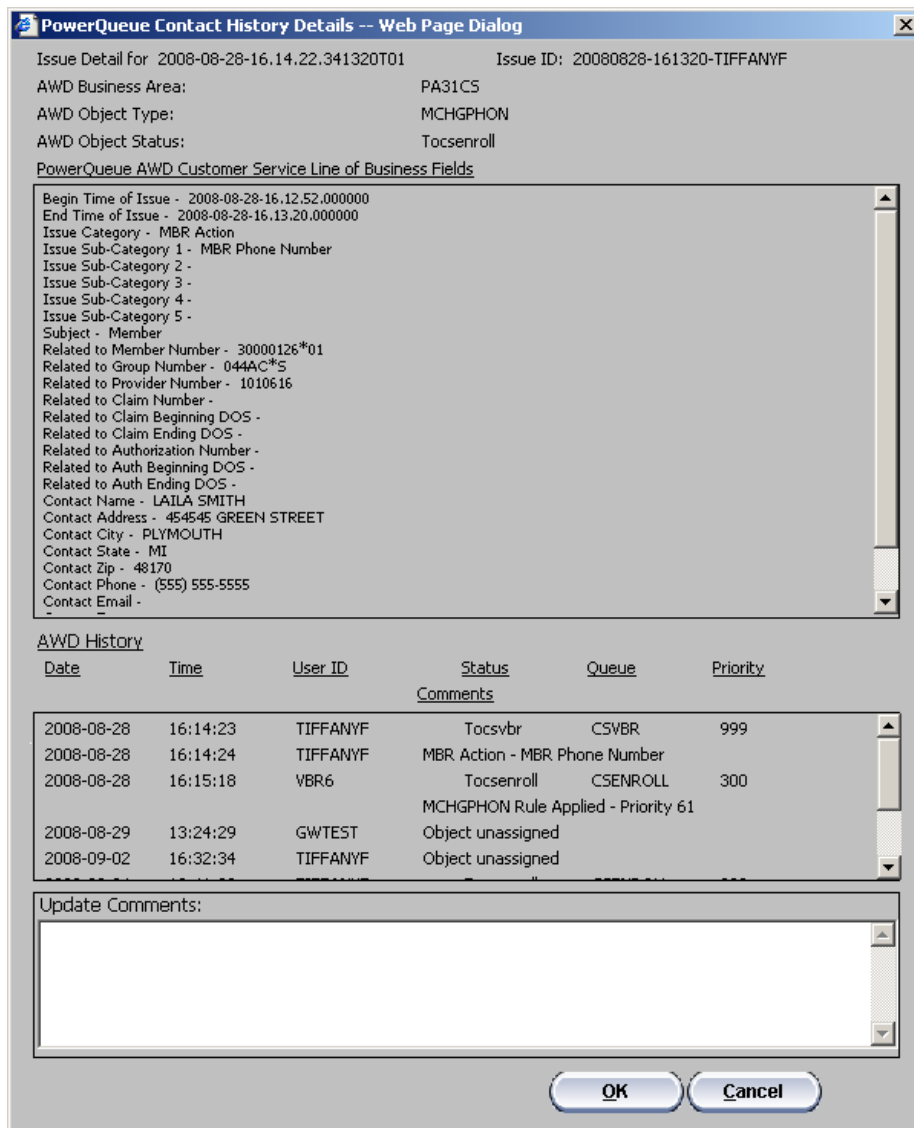 PowerQueue Contact History Details -- Web Page Dialog
Issue Detail for 2008-08-28-16.14.22.341320T01 Issue ID: 20080828-161320-TIFFANYF
AWD Business Area: PA31CS
AWD Object Type: MCHGPHON
AWD Object Status: Tocsenroll
PowerQueue AWD Customer Service Line of Business Fields
Begin Time of Issue - 2008-08-28-16.12.52.000000
End Time of Issue - 2008-08-28-16.13.20.000000
Issue Category - MBR Action
Issue Sub-Category 1 - MBR Phone Number
Issue Sub-Category 2 -
Issue Sub-Category 3 -
Issue Sub-Category 4 -
Issue Sub-Category 5 -
Subject - Member
Related to Member Number - 30000126*01
Related to Group Number - 044AC*S
Related to Provider Number - 1010616
Related to Claim Number -
Related to Claim Beginning DOS -
Related to Claim Ending DOS -
Related to Authorization Number -
Related to Auth Beginning DOS -
Related to Auth Ending DOS -
Contact Name - LAILA SMITH
Contact Address - 454545 GREEN STREET
Contact City - PLYMOUTH
Contact State - MI
Contact Zip - 48170
Contact Phone - (555) 555-5555
Contact Email -
AWD History
Date Time User ID Status Queue Priority
Comments
2008-08-28 16:14:23 TIFFANYF Tocsvbr CSVBR 999
2008-08-28 16:14:24 TIFFANYF MBR Action - MBR Phone Number
2008-08-28 16:15:18 VBR6 Tocsenroll CSENROLL 300
MCHGPHON Rule Applied - Priority 61
2008-08-29 13:24:29 GWTEST Object unassigned
2008-09-02 16:32:34 TIFFANYF Object unassigned
Update Comments:
OK Cancel